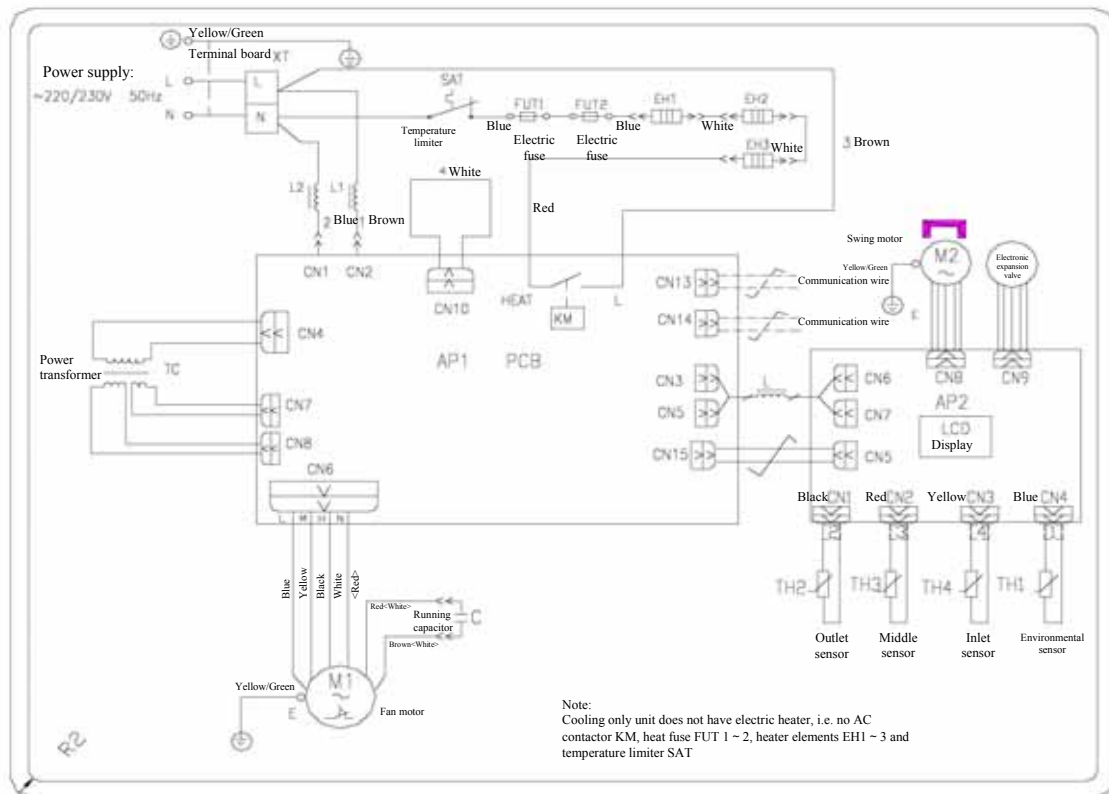 Yellow/Green
Terminal board XT
Power supply:
~220/230V 50Hz
L
N
L
N
SAT
Temperature
limiter
Blue
FUT1
Electric
fuse
FUT2
Electric
fuse
Blue
EH1
White
EH2
EH3
White
3 Brown
4 White
Red
L2
L1
2 Blue
1 Brown
CN1
CN2
CN10
HEAT
KM
L
CN13
Communication wire
CN14
Communication wire
Swing motor
M2
~
Yellow/Green
E
Electronic
expansion
valve
CN4
Power
transformer
TC
CN7
CN8
AP1 PCB
CN3
CN5
CN15
L
CN6
CN7
CN5
CN8
CN9
AP2
LCD
Display
CN6
L M H N
Blue
Yellow
Black
White
<Red>
Red<White>
Running
capacitor
C
Brown<White>
Yellow/Green
E
M1
~
Fan motor
Black CN1
Red CN2
Yellow CN3
Blue CN4
2
3
4
1
TH2
TH3
TH4
TH1
Outlet
sensor
Middle
sensor
Inlet
sensor
Environmental
sensor
Note:
Cooling only unit does not have electric heater, i.e. no AC
contactor KM, heat fuse FUT 1 ~ 2, heater elements EH1 ~ 3 and
temperature limiter SAT
R2